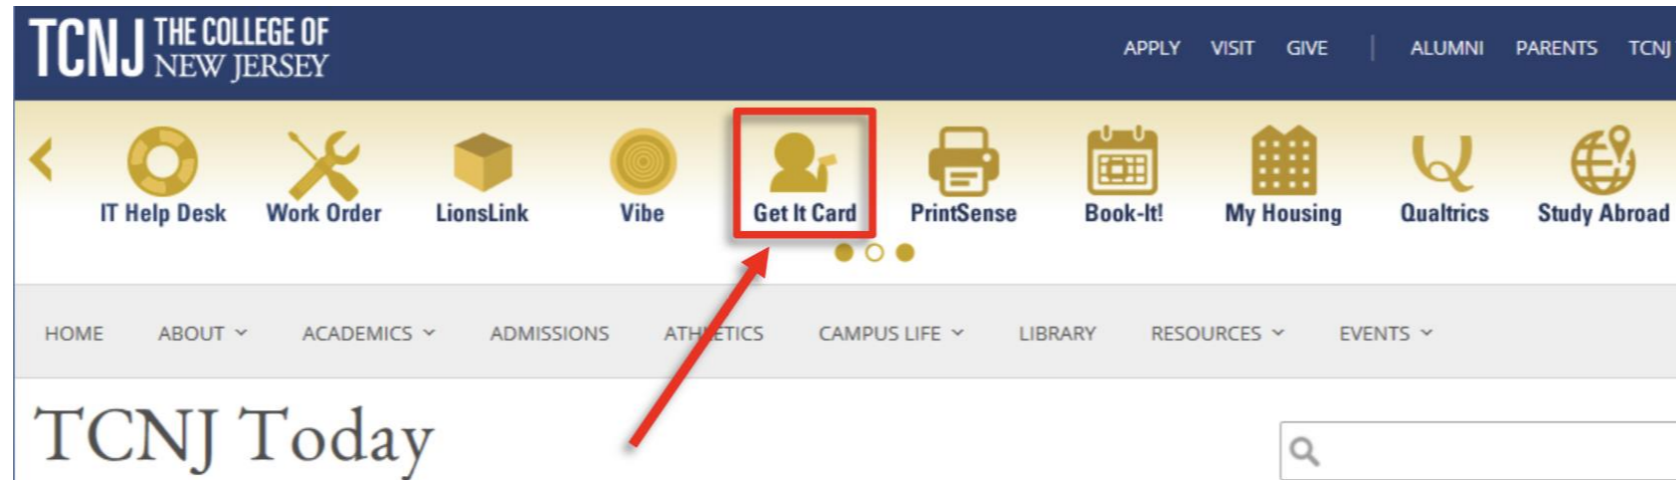 TCNJ THE COLLEGE OF
NEW JERSEY
APPLY VISIT GIVE | ALUMNI PARENTS TCNJ
IT Help Desk Work Order LionsLink Vibe Get It Card PrintSense Book-It! My Housing Qualtrics Study Abroad
HOME ABOUT ACADEMICS ADMISSIONS ATHLETICS CAMPUS LIFE LIBRARY RESOURCES EVENTS
TCNJ Today